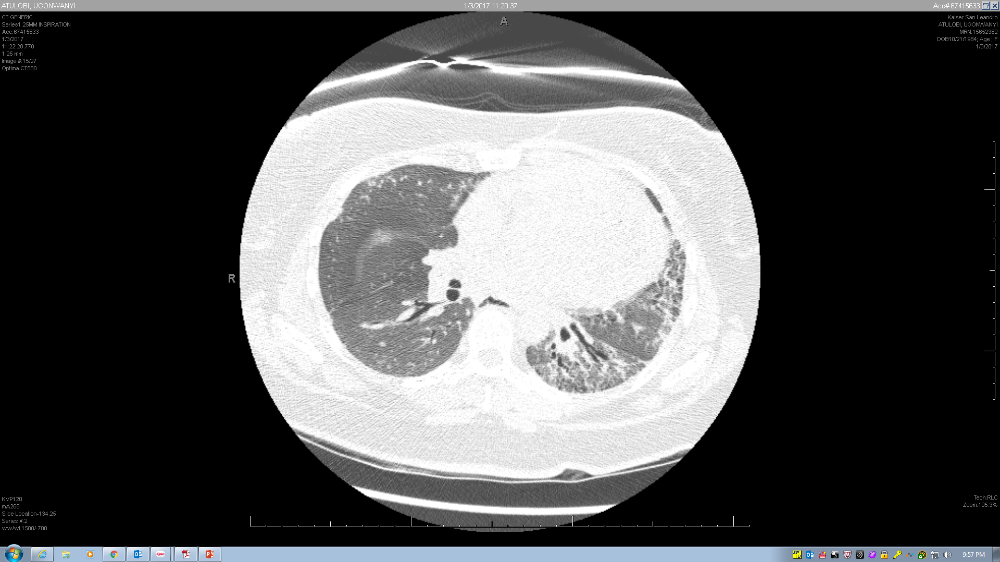 ATULOBI, UGONWANYI
1/3/2017 11:20:37
Acc# 67415633
CT GENERIC
Series1.25MM INSPIRATION
Acc:67415633
1/3/2017
11:22:20.770
1.25 mm
Image #:15/27
Optima CT580
A
Kaiser San Leandro
ATULOBI, UGONWANYI
MRN:15652382
DOB10/21/1984; Age ; F
1/3/2017
R
KVP120
mA265
Slice Location-134.25
Series #:2
ww/wl 1500/-700
Tech:RLC
Zoom:195.3%
Epic
9:57 PM